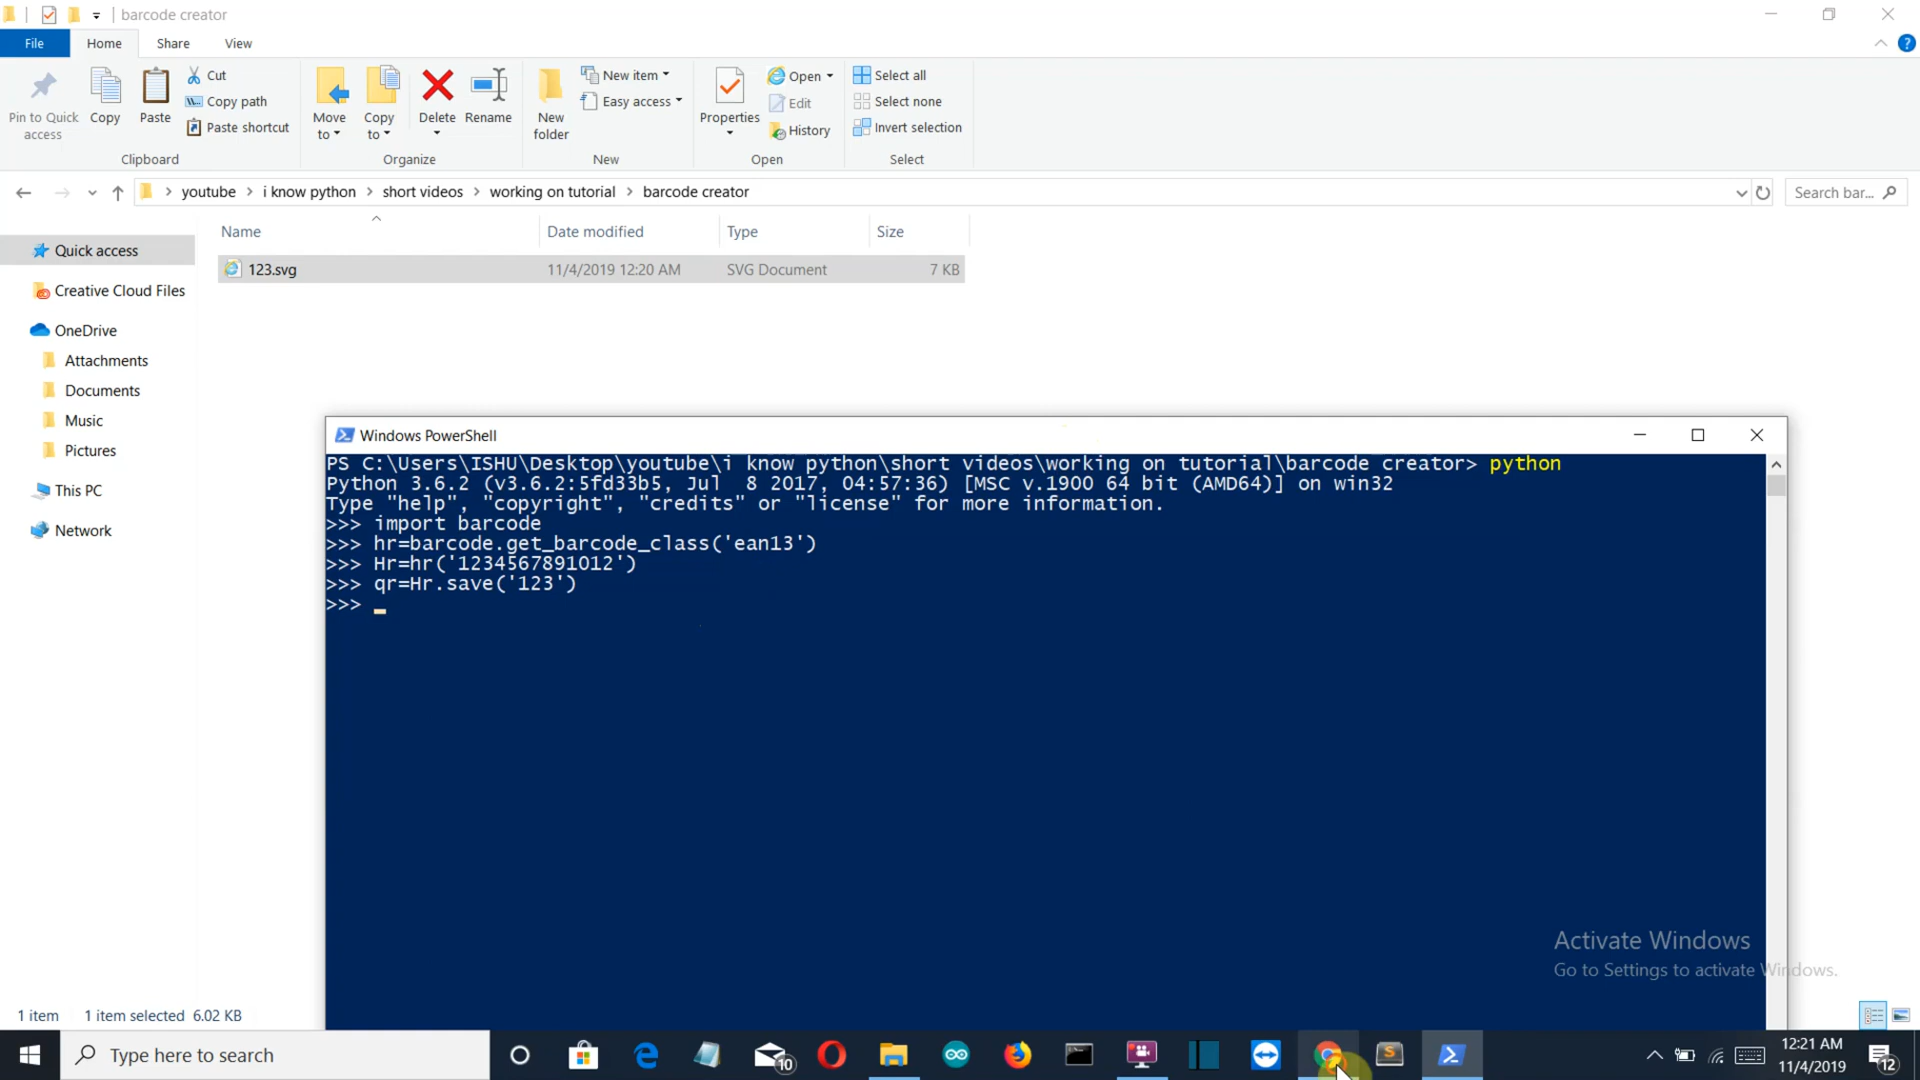 barcode creator
File
Home
Share
View
Pin to Quick access
Copy
Paste
Cut
Copy path
Paste shortcut
Clipboard
Move to
Copy to
Delete
Rename
Organize
New folder
New item
Easy access
New
Properties
Open
Edit
History
Open
Select all
Select none
Invert selection
Select
youtube
i know python
short videos
working on tutorial
barcode creator
Search bar...
Name
Date modified
Type
Size
123.svg
11/4/2019 12:20 AM
SVG Document
7 KB
Quick access
Creative Cloud Files
OneDrive
Attachments
Documents
Music
Pictures
This PC
Network
Windows PowerShell
PS C:\Users\ISHU\Desktop\youtube\i know python\short videos\working on tutorial\barcode creator> python
Python 3.6.2 (v3.6.2:5fd33b5, Jul  8 2017, 04:57:36) [MSC v.1900 64 bit (AMD64)] on win32
Type "help", "copyright", "credits" or "license" for more information.
>>> import barcode
>>> hr=barcode.get_barcode_class('ean13')
>>> Hr=hr('1234567891012')
>>> qr=Hr.save('123')
>>> _
Activate Windows
Go to Settings to activate Windows.
1 item
1 item selected 6.02 KB
Type here to search
10
12:21 AM
11/4/2019
12